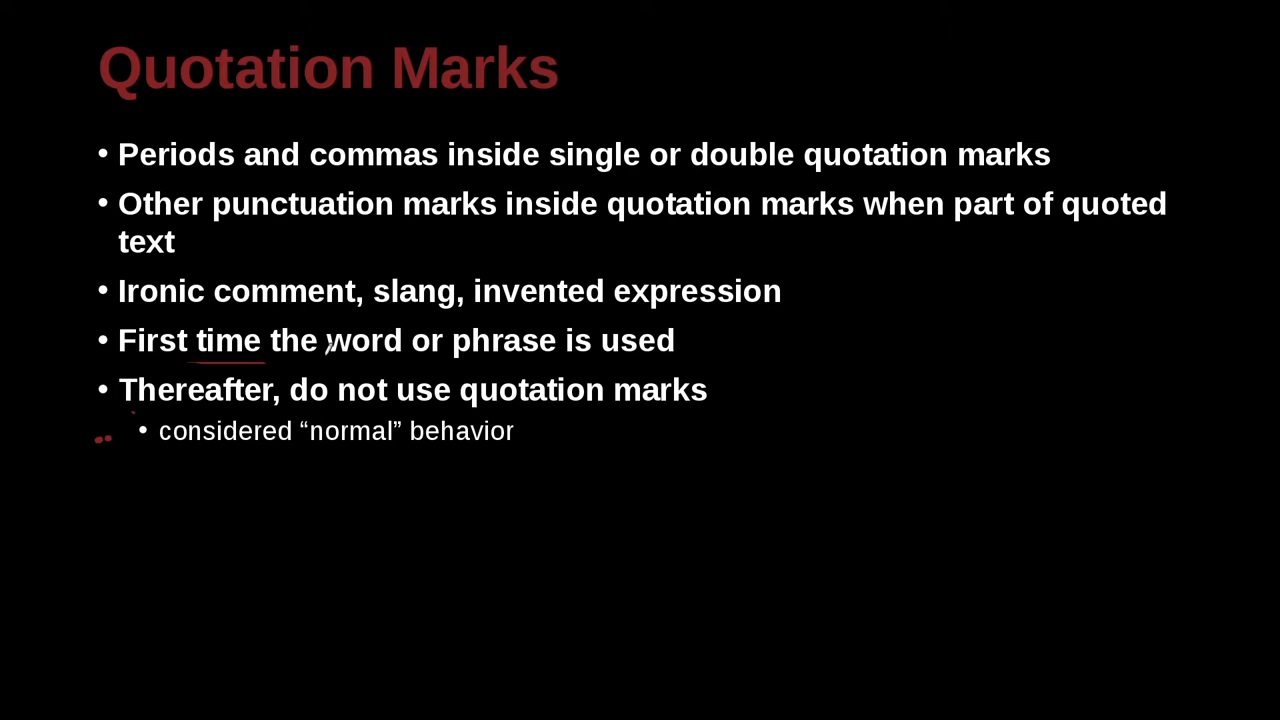 Quotation Marks
• Periods and commas inside single or double quotation marks
• Other punctuation marks inside quotation marks when part of quoted
text
• Ironic comment, slang, invented expression
• First time the word or phrase is used
• Thereafter, do not use quotation marks
• considered “normal” behavior